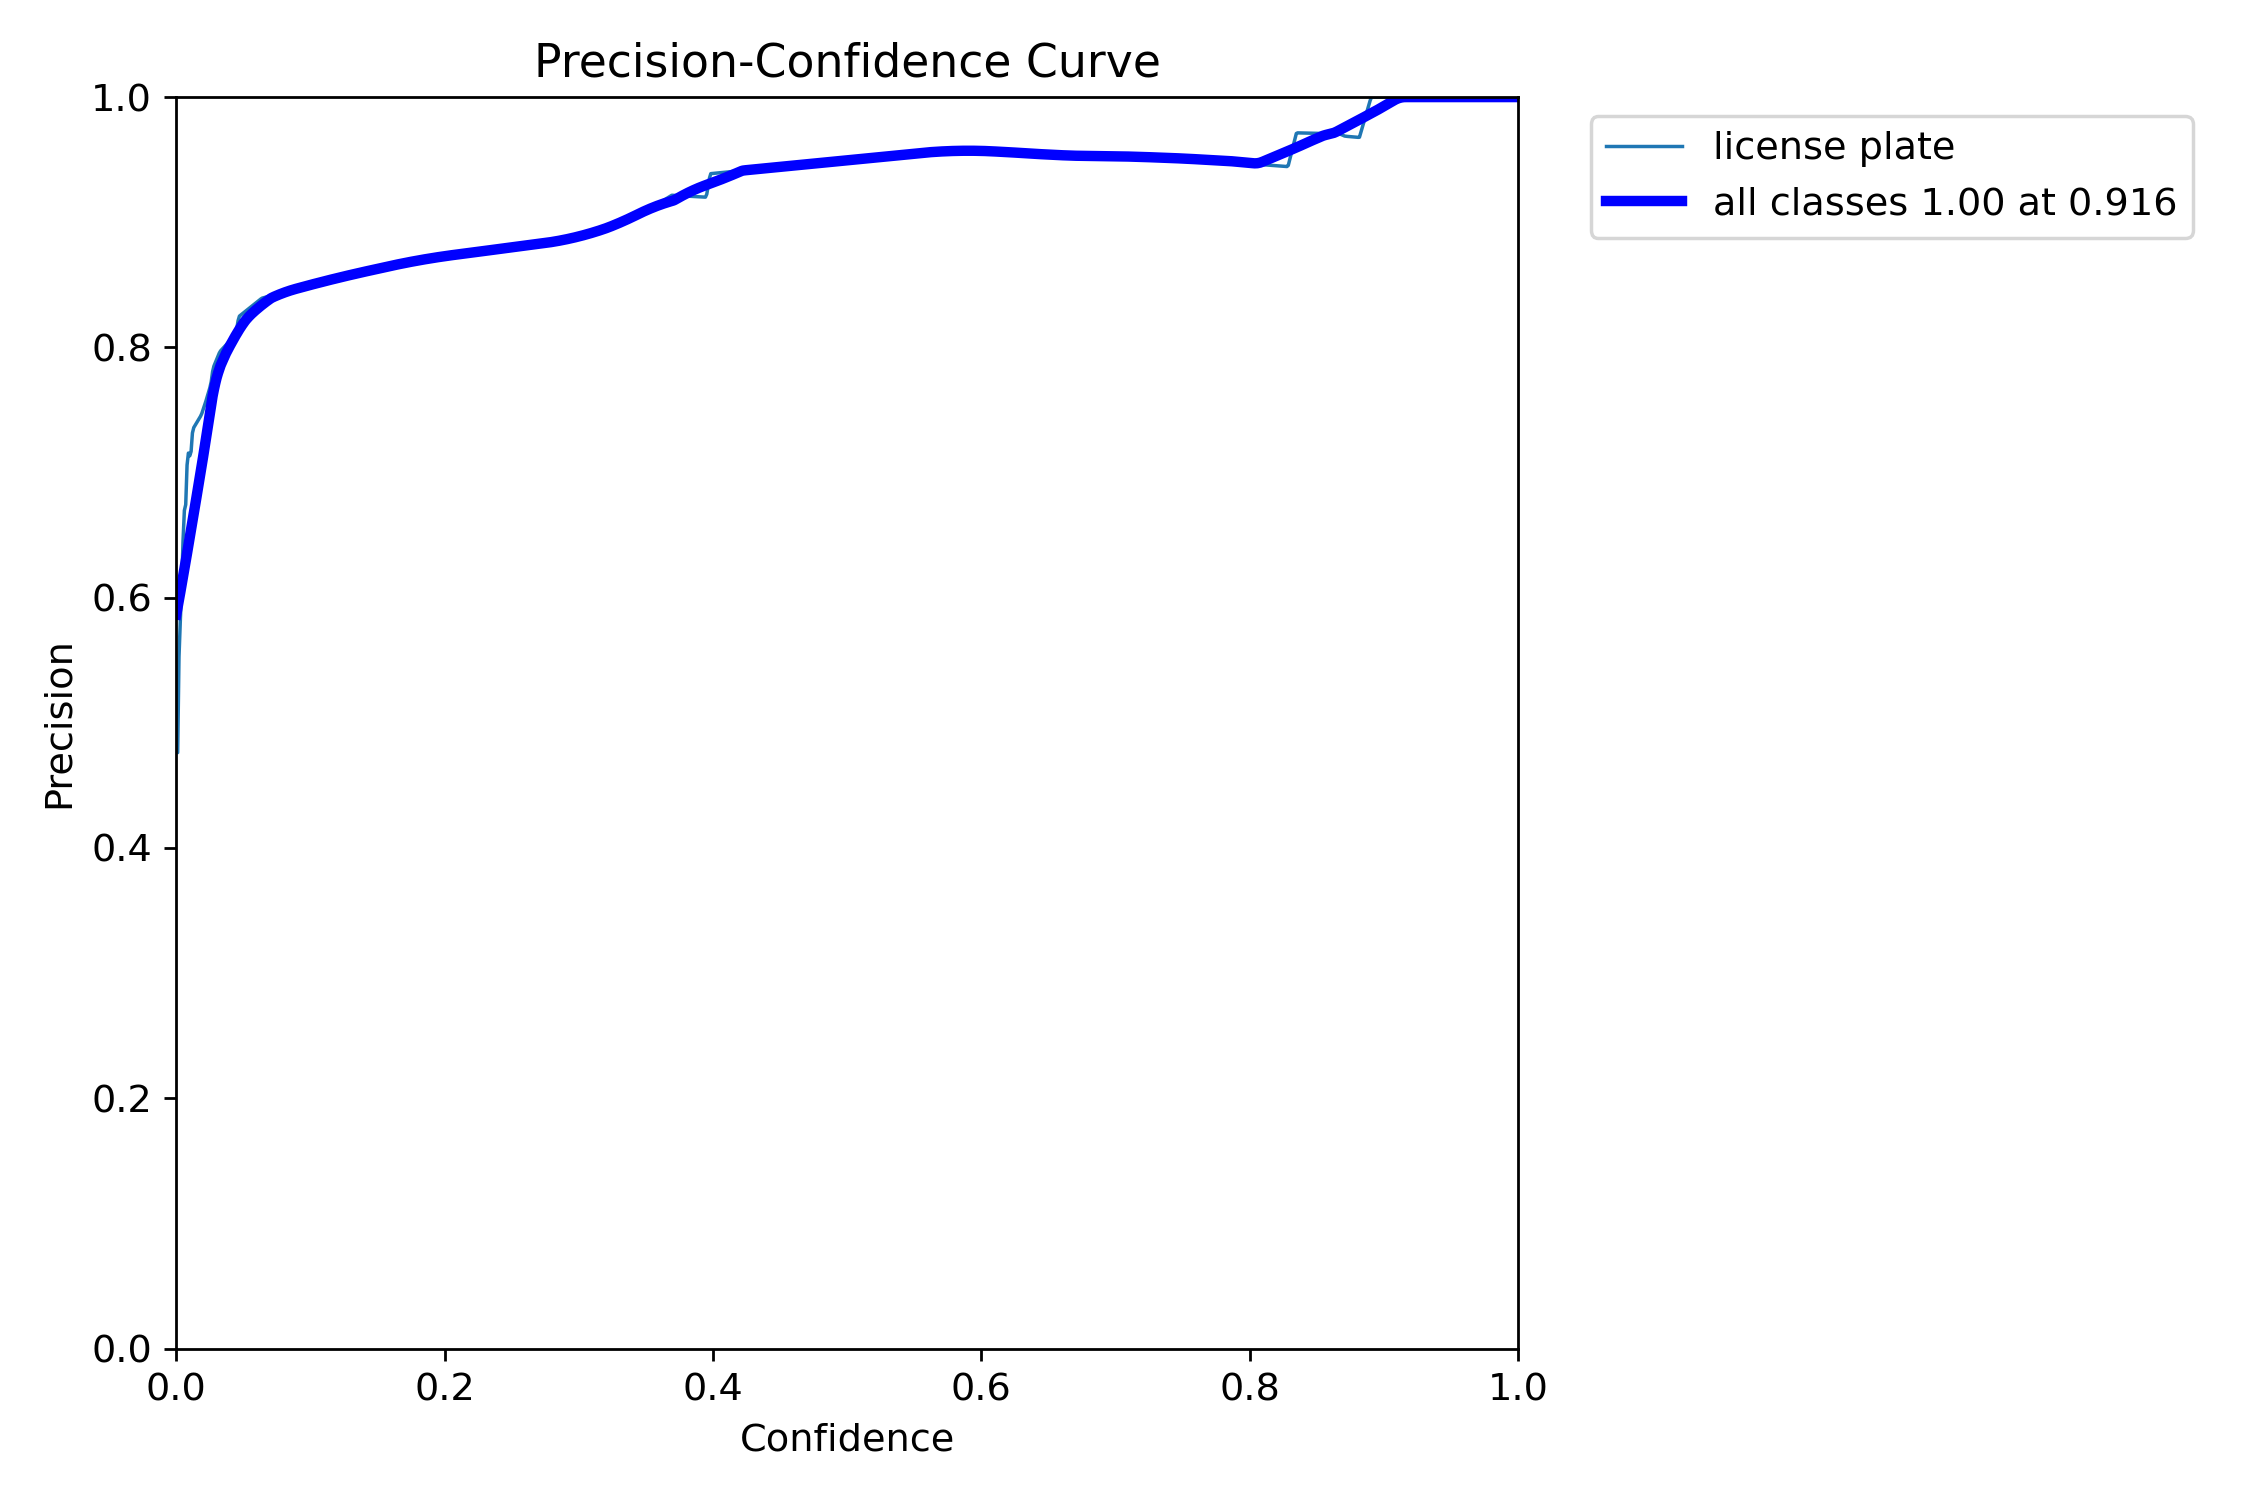 Precision-Confidence Curve
1.0
0.8
0.6
0.4
0.2
0.0
Precision
0.0 0.2 0.4 0.6 0.8 1.0
Confidence
license plate
all classes 1.00 at 0.916